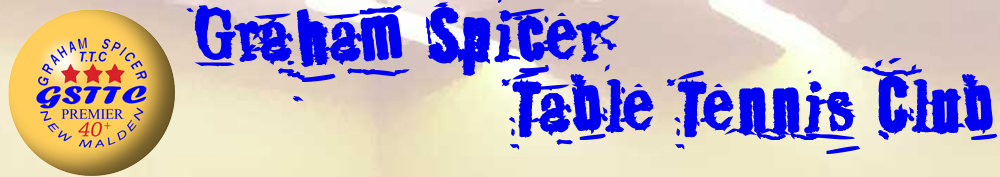 GRAHAM SPICER
T.T.C
GSTTC
PREMIER
40+
NEW MALDEN
Graham Spicer
Table Tennis Club